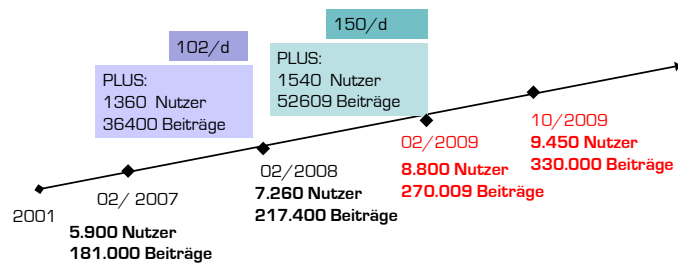 102/d
PLUS:
1360 Nutzer
36400 Beiträge
150/d
PLUS:
1540 Nutzer
52609 Beiträge
2001
02/ 2007
5.900 Nutzer
181.000 Beiträge
02/2008
7.260 Nutzer
217.400 Beiträge
02/2009
8.800 Nutzer
270.009 Beiträge
10/2009
9.450 Nutzer
330.000 Beiträge